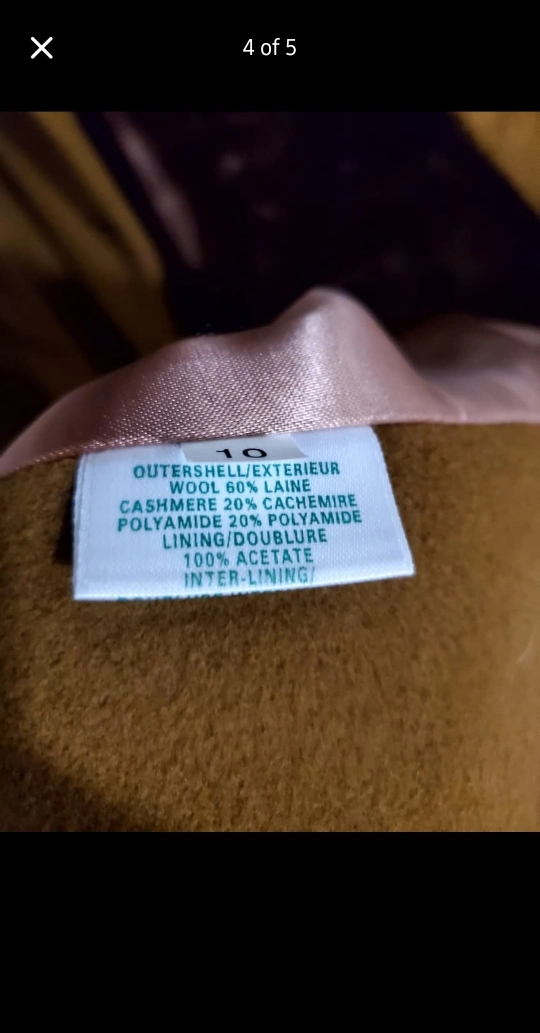 4 of 5
10
OUTERSHELL/EXTERIEUR
WOOL 60% LAINE
CASHMERE 20% CACHEMIRE
POLYAMIDE 20% POLYAMIDE
LINING/DOUBLURE
100% ACETATE
INTER-LINING/